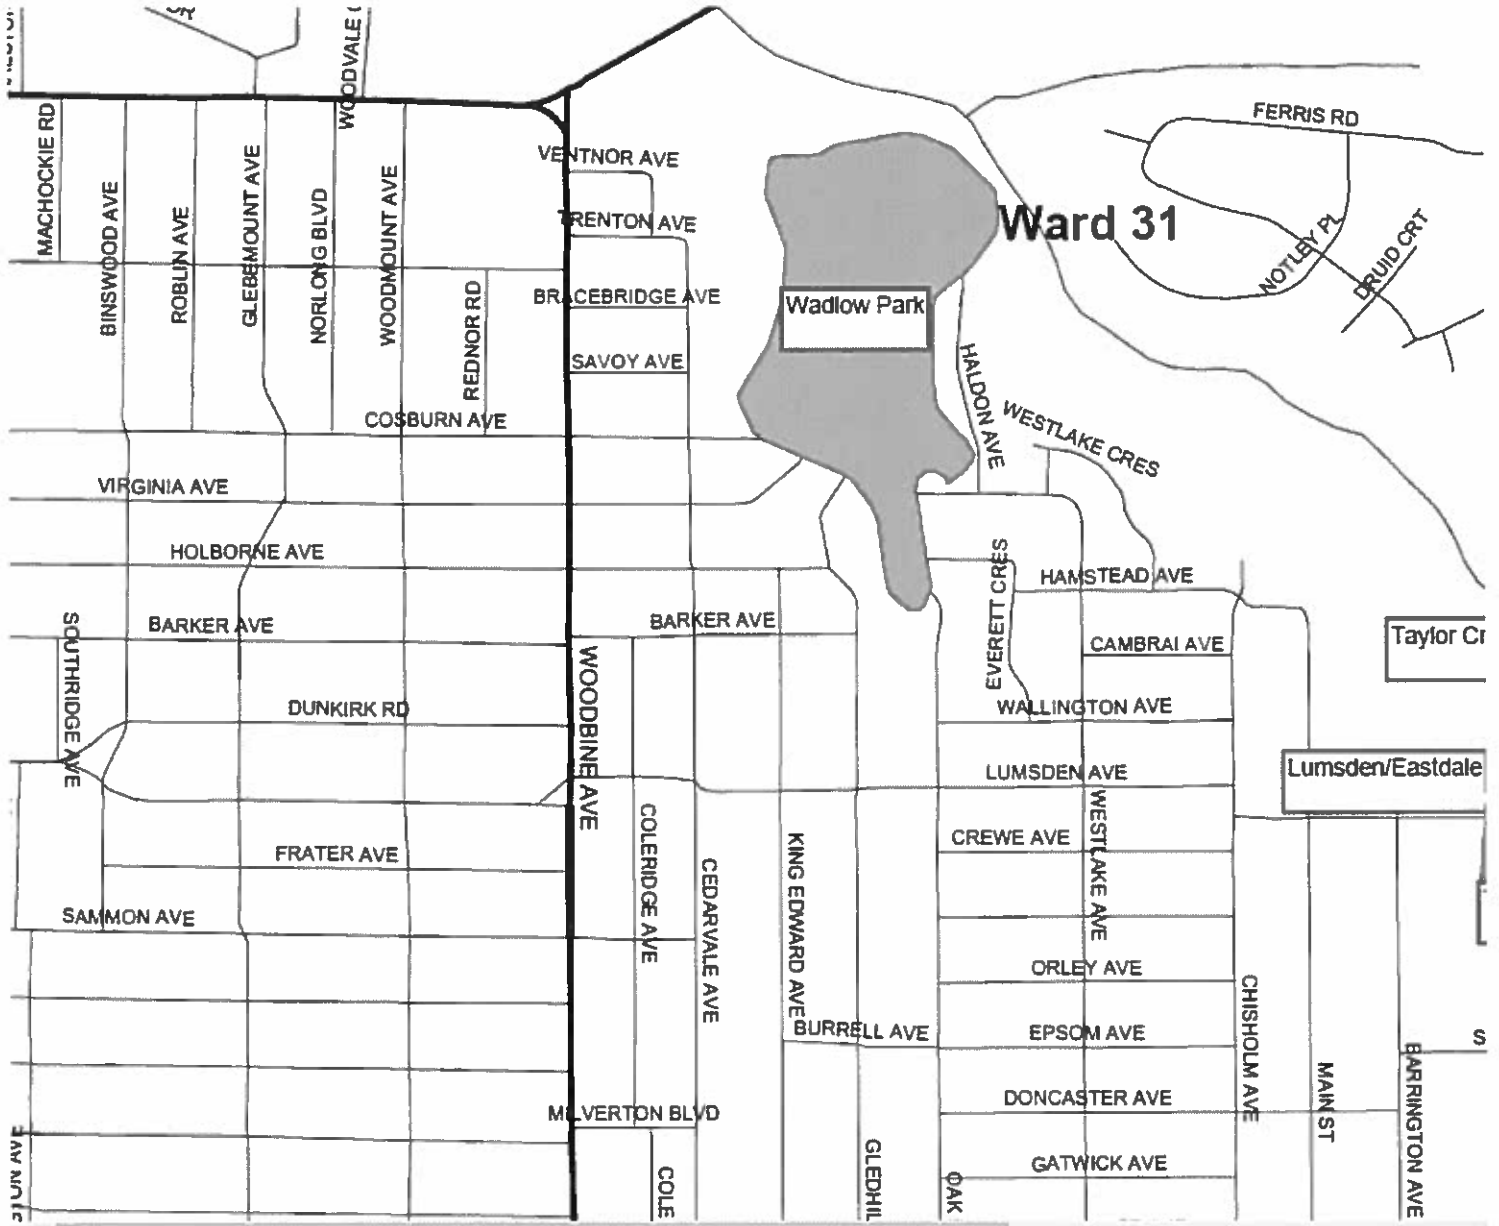 WOODVALE
FERRIS RD
MACHOCKIE RD
BINSWOOD AVE
ROBLIN AVE
GLEBEMOUNT AVE
NORLONG BLVD
WOODMOUNT AVE
REDNOR RD
VENTNOR AVE
TRENTON AVE
Ward 31
NOTLEY PL
DRUID CRT
BRACEBRIDGE AVE
Wadlow Park
SAVOY AVE
HALDON AVE
WESTLAKE CRES
COSBURN AVE
VIRGINIA AVE
HOLBORNE AVE
EVERETT CRES
HAMSTEAD AVE
SOUTHRIDGE AVE
BARKER AVE
BARKER AVE
CAMBRAI AVE
Taylor Cr
WOODBINE AVE
DUNKIRK RD
WALLINGTON AVE
LUMSDEN AVE
Lumsden/Eastdale
WESTLAKE AVE
COLERIDGE AVE
CEDARVALE AVE
KING EDWARD AVE
CREWE AVE
FRATER AVE
SAMMON AVE
ORLEY AVE
CHISHOLM AVE
BURRELL AVE
EPSOM AVE
S
MAIN ST
BARRINGTON AVE
DONCASTER AVE
MILVERTON BLVD
GATWICK AVE
COLE
GLEDHIL
OAK